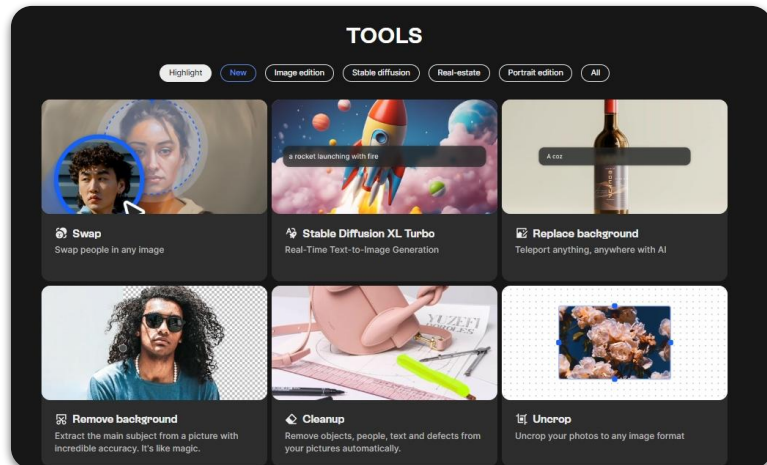 TOOLS
Highlight
New
Image edition
Stable diffusion
Real-estate
Portrait edition
All
a rocket launching with fire
A coz
Swap
Swap people in any image
Stable Diffusion XL Turbo
Real-Time Text-to-Image Generation
Replace background
Teleport anything, anywhere with AI
YUZEFI
Remove background
Extract the main subject from a picture with
incredible accuracy. It's like magic.
Cleanup
Remove objects, people, text and defects from
your pictures automatically.
Uncrop
Uncrop your photos to any image format